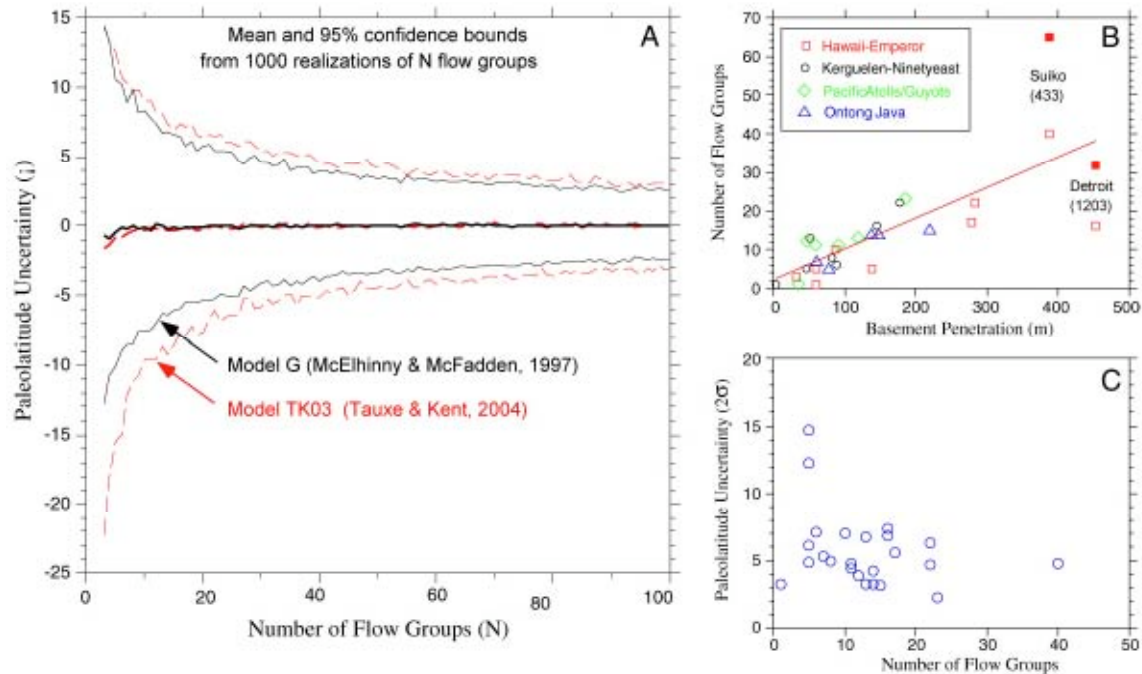 A
Mean and 95% confidence bounds
from 1000 realizations of N flow groups
15
10
5
0
-5
-10
-15
-20
-25
Paleolatitude Uncertainty (¡)
Model G (McElhinny & McFadden, 1997)
Model TK03 (Tauxe & Kent, 2004)
0 20 40 60 80 100
Number of Flow Groups (N)
B
70
60
50
40
30
20
10
0
Number of Flow Groups
Hawaii-Emperor
Kerguelen-Ninetyeast
PacificAtolls/Guyots
Ontong Java
Suiko
(433)
Detroit
(1203)
0 100 200 300 400 500
Basement Penetration (m)
C
20
15
10
5
0
Paleolatitude Uncertainty (2σ)
0 10 20 30 40 50
Number of Flow Groups